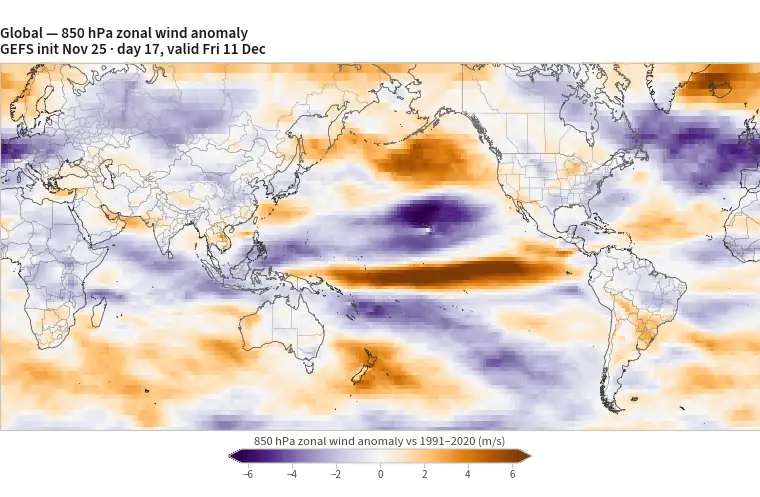 Global — 850 hPa zonal wind anomaly
GEFS init Nov 25 · day 17, valid Fri 11 Dec
850 hPa zonal wind anomaly vs 1991−2020 (m/s)
−6 −4 −2 0 2 4 6